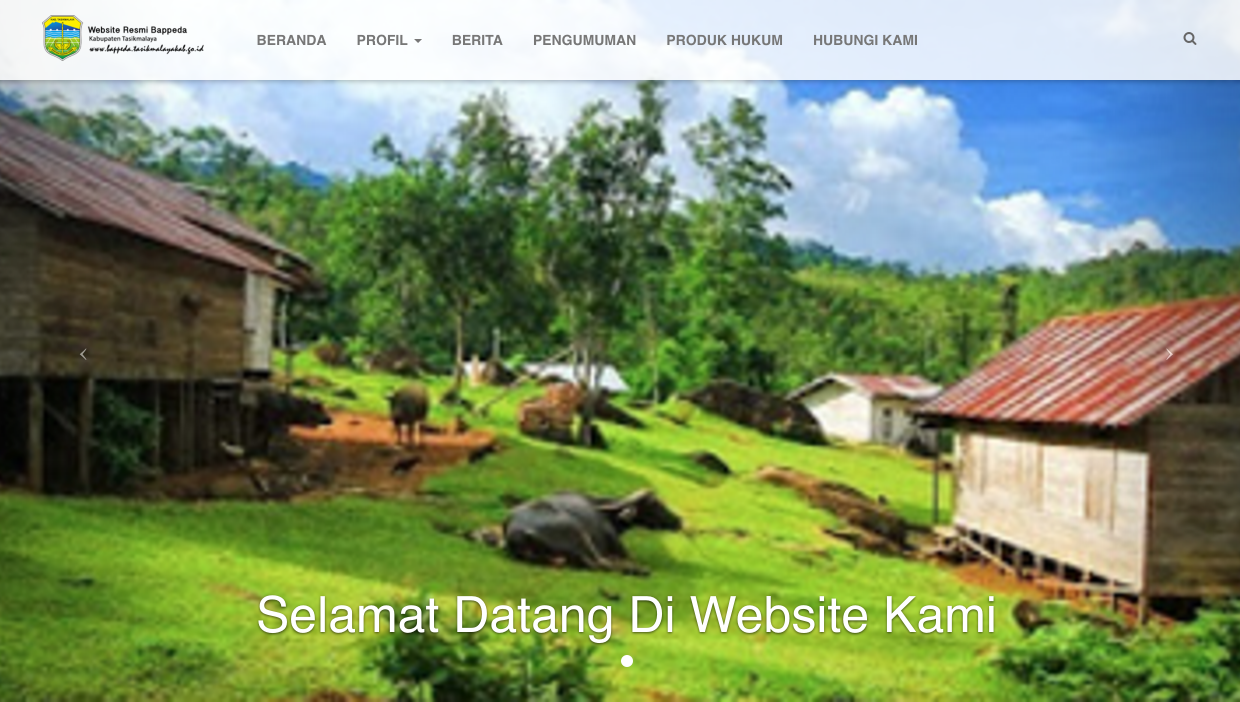 Website Resmi Bappeda
Kabupaten Tasikmalaya
www.bappeda.tasikmalayakab.go.id
BERANDA PROFIL BERITA PENGUMUMAN PRODUK HUKUM HUBUNGI KAMI
Selamat Datang Di Website Kami